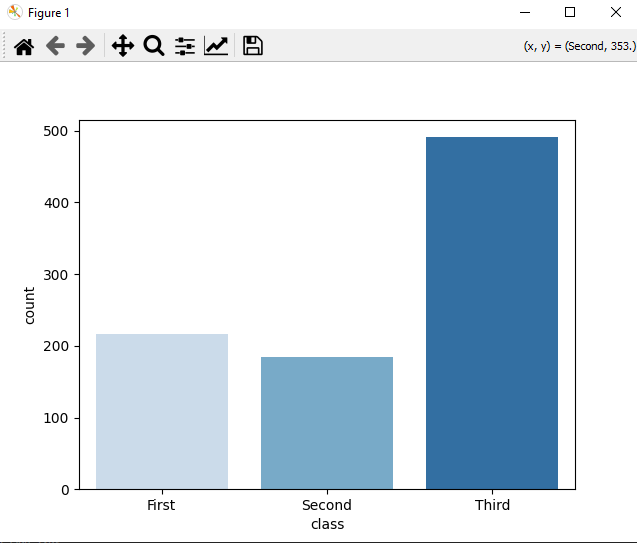 Figure 1
(x, y) = (Second, 353.)
500
400
300
200
100
0
count
First Second Third
class